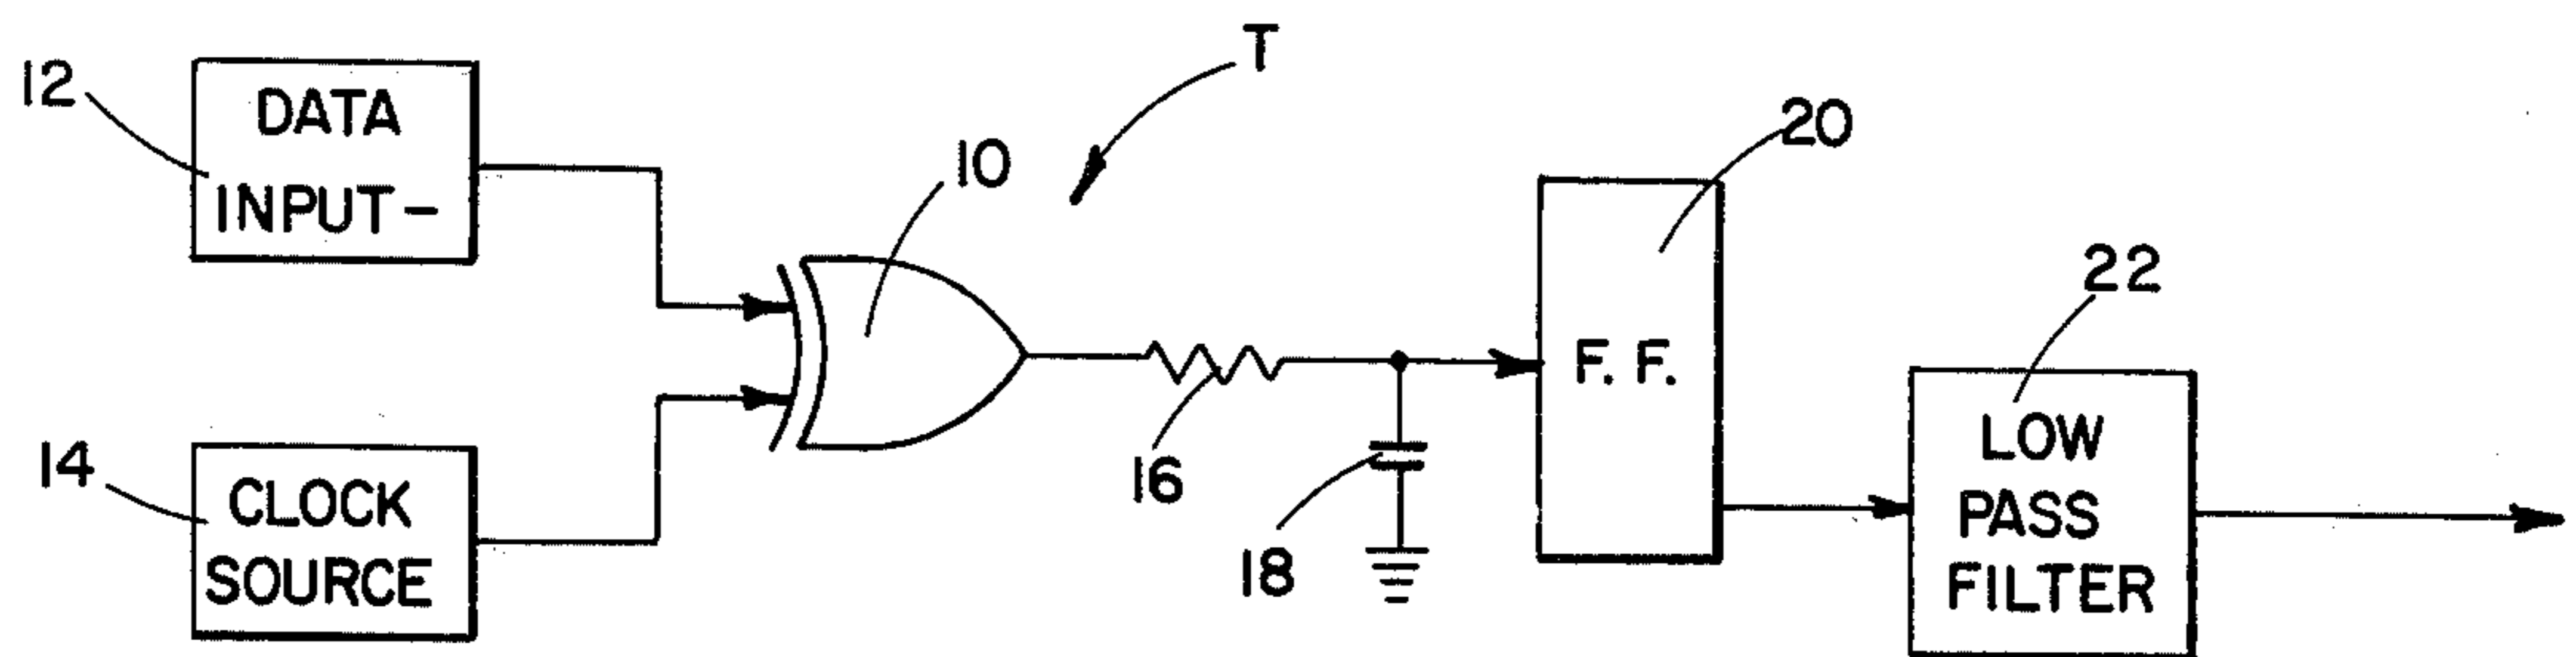 T
12
DATA
INPUT-
10
20
22
F. F.
14
CLOCK
SOURCE
16
18
LOW
PASS
FILTER